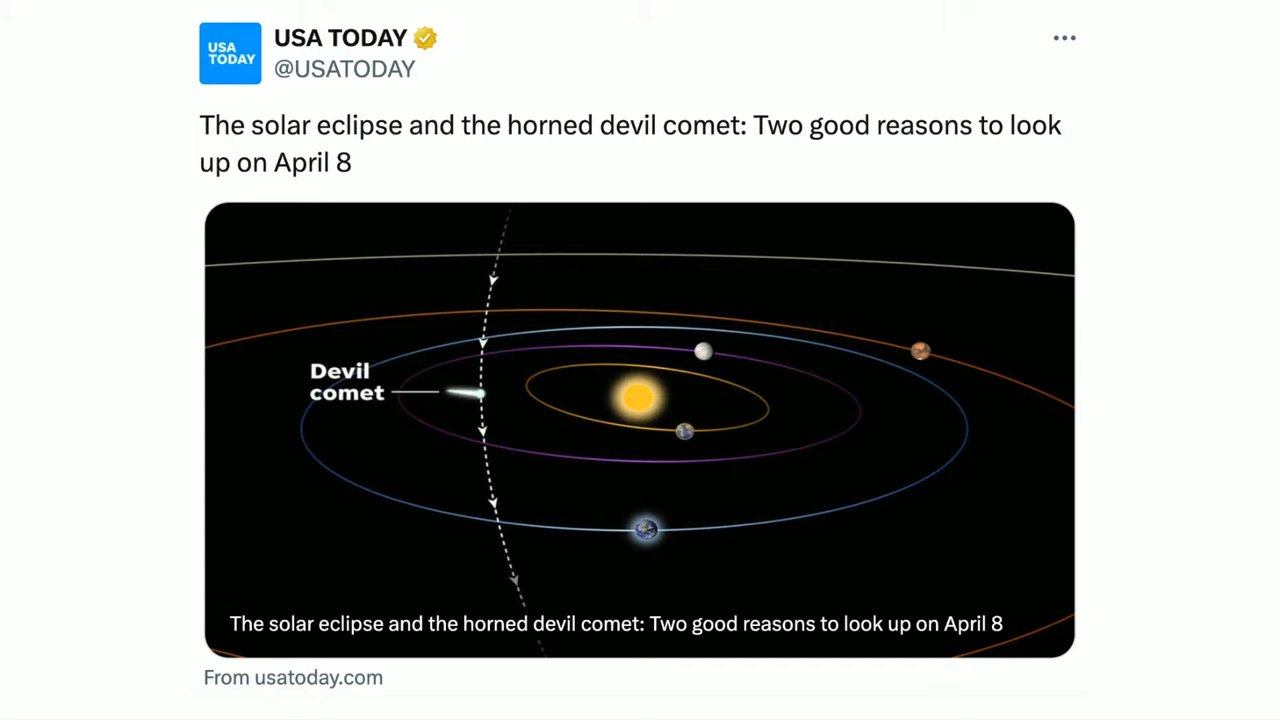 USA TODAY
USA
TODAY
@USATODAY
The solar eclipse and the horned devil comet: Two good reasons to look
up on April 8
Devil
comet
The solar eclipse and the horned devil comet: Two good reasons to look up on April 8
From usatoday.com